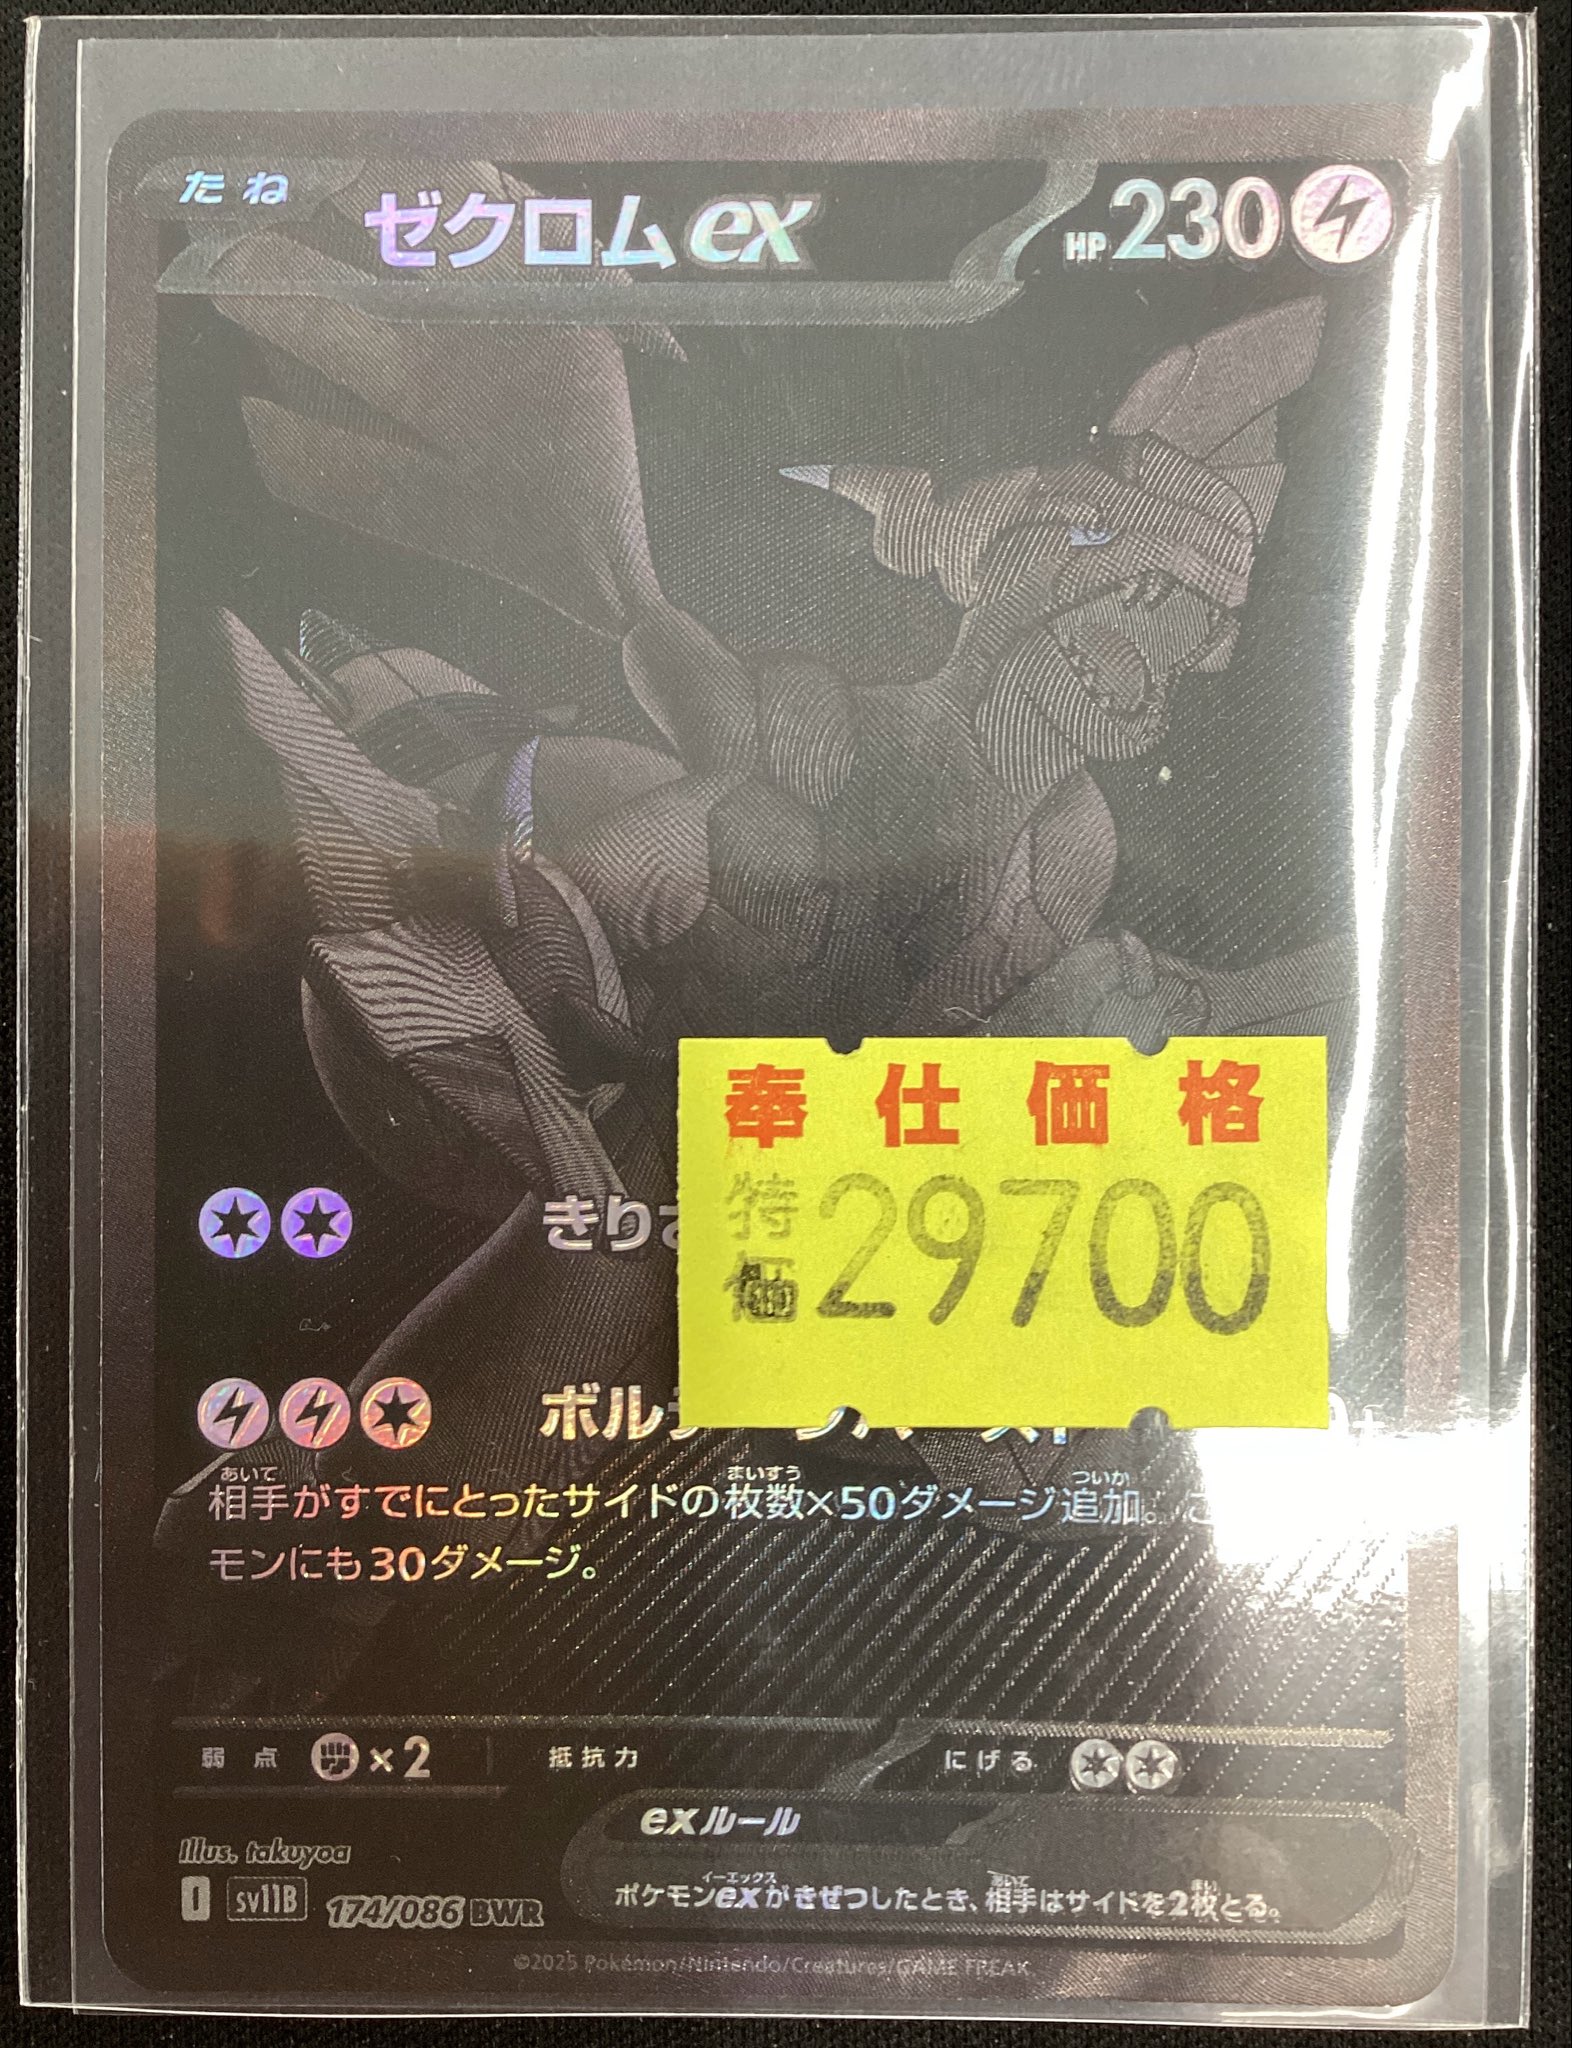 たね ゼクロムex HP230
奉仕価格
特価 29700
きりさ
ボル
あいて まいすう ついか
相手がすでにとったサイドの枚数×50ダメージ追加。
モンにも30ダメージ。
弱点 ×2 抵抗力 にげる
exルール
イーエックス あいて まい
ポケモンexがきぜつしたとき、相手はサイドを2枚とる。
Illus. takuyoa
I SV11B 174/086 BWR
©2025 Pokémon/Nintendo/Creatures/GAME FREAK